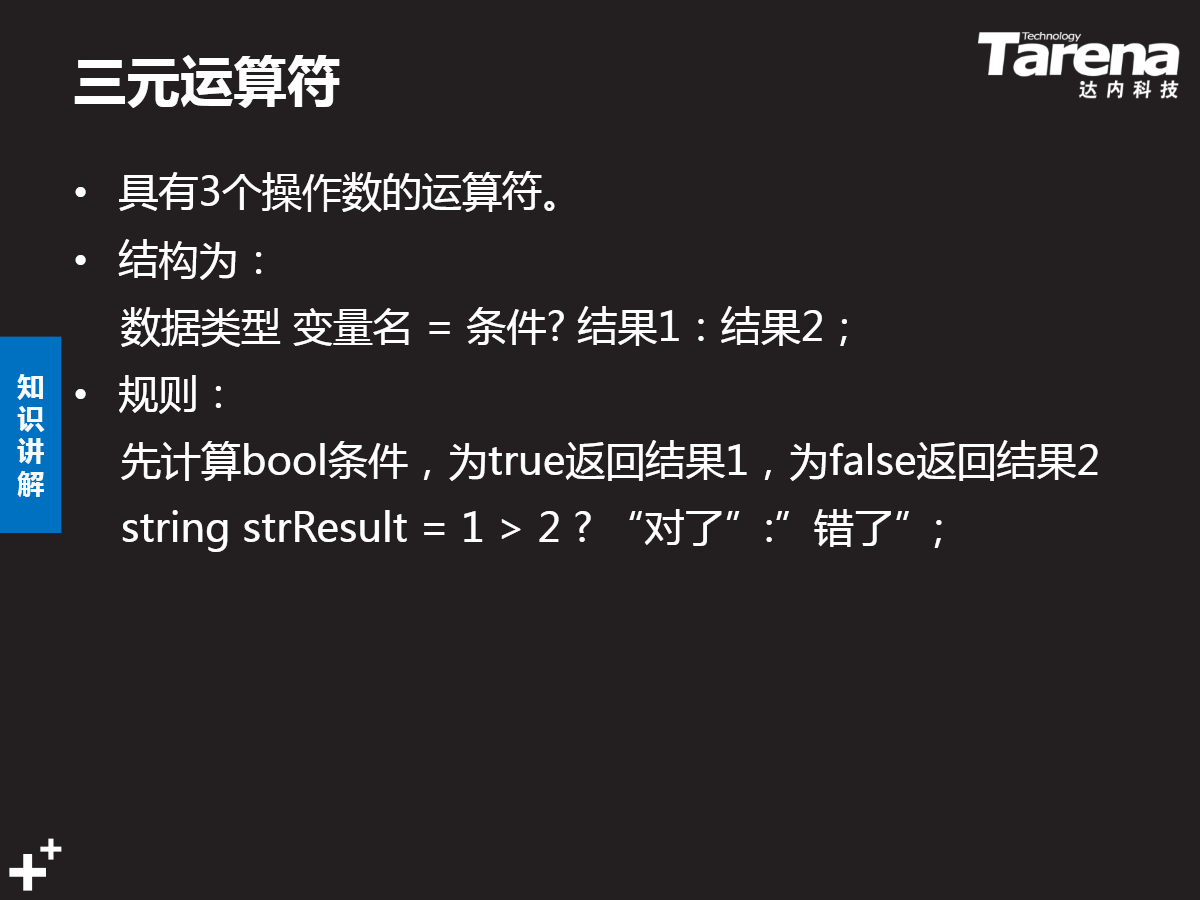 三元运算符
Technology
Tarena
达内科技
• 具有3个操作数的运算符。
• 结构为：
数据类型 变量名 = 条件? 结果1：结果2；
• 规则：
先计算bool条件，为true返回结果1，为false返回结果2
string strResult = 1 > 2 ? “对了” :” 错了” ;
知识讲解